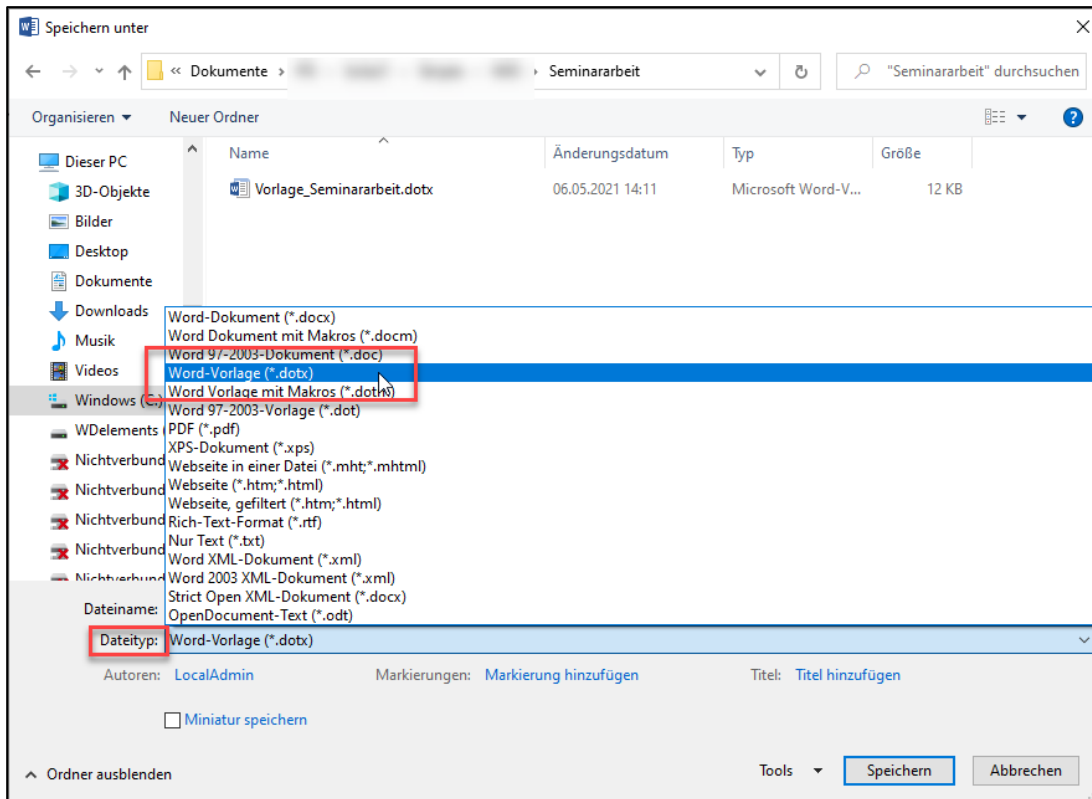 Speichern unter
« Dokumente › › Seminararbeit
"Seminararbeit" durchsuchen
Organisieren Neuer Ordner
Name Änderungsdatum Typ Größe
Dieser PC
3D-Objekte
Vorlage_Seminararbeit.dotx 06.05.2021 14:11 Microsoft Word-V... 12 KB
Bilder
Desktop
Dokumente
Downloads
Musik
Videos
Windows (C:)
WDelements
Nichtverbund
Nichtverbund
Nichtverbund
Nichtverbund
Nichtverbund
Word-Dokument (*.docx)
Word Dokument mit Makros (*.docm)
Word 97-2003-Dokument (*.doc)
Word-Vorlage (*.dotx)
Word Vorlage mit Makros (*.dotm)
Word 97-2003-Vorlage (*.dot)
PDF (*.pdf)
XPS-Dokument (*.xps)
Webseite in einer Datei (*.mht;*.mhtml)
Webseite (*.htm;*.html)
Webseite, gefiltert (*.htm;*.html)
Rich-Text-Format (*.rtf)
Nur Text (*.txt)
Word XML-Dokument (*.xml)
Word 2003 XML-Dokument (*.xml)
Strict Open XML-Dokument (*.docx)
OpenDocument-Text (*.odt)
Dateiname:
Dateityp: Word-Vorlage (*.dotx)
Autoren: LocalAdmin Markierungen: Markierung hinzufügen Titel: Titel hinzufügen
Miniatur speichern
Ordner ausblenden Tools Speichern Abbrechen